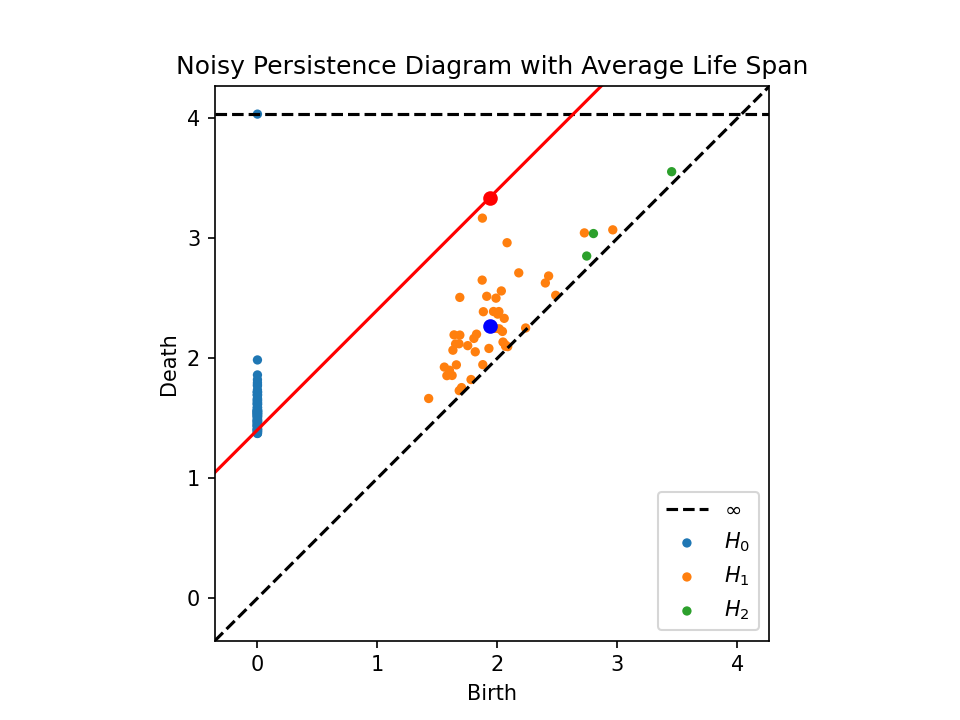 Noisy Persistence Diagram with Average Life Span
Death
4
3
2
1
0
0 1 2 3 4
Birth
∞
H₀
H₁
H₂